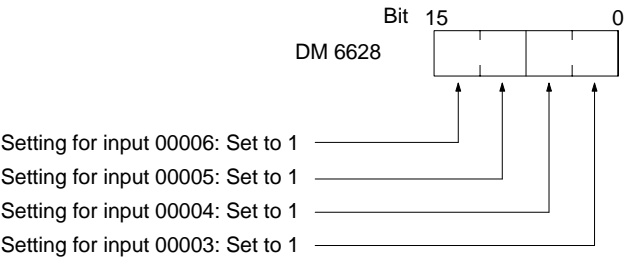 Bit 15 0
DM 6628
Setting for input 00006: Set to 1
Setting for input 00005: Set to 1
Setting for input 00004: Set to 1
Setting for input 00003: Set to 1